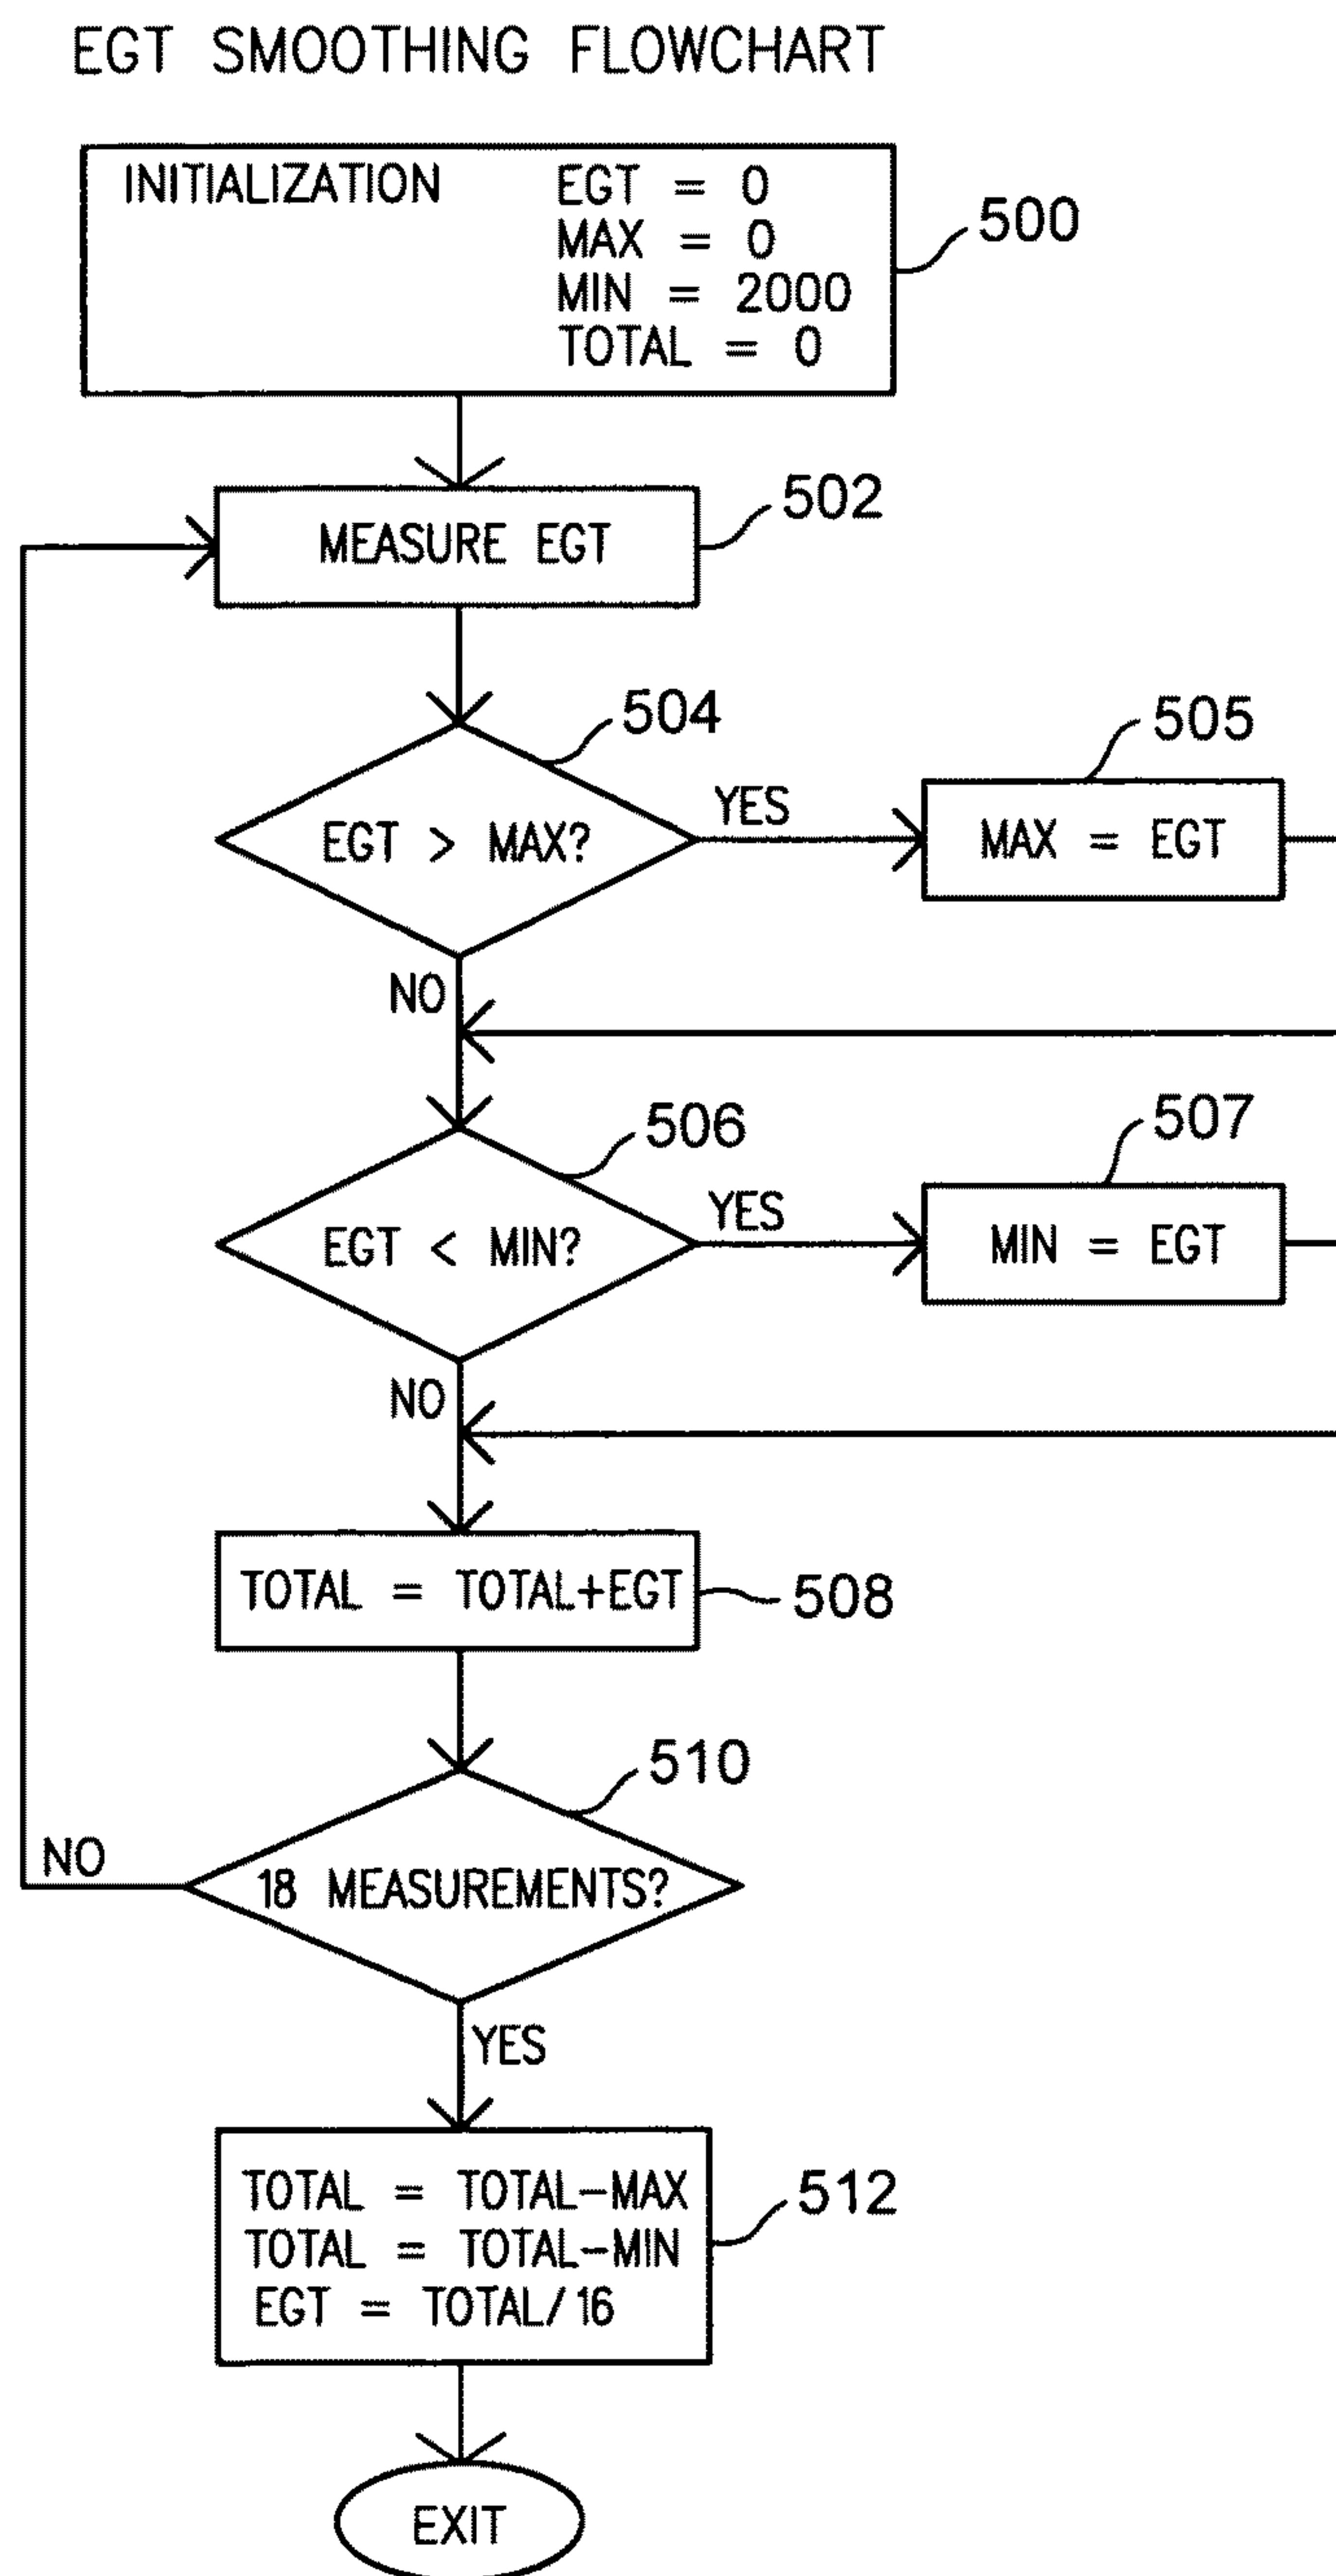 EGT SMOOTHING FLOWCHART
INITIALIZATION EGT = 0
MAX = 0
MIN = 2000
TOTAL = 0
500
MEASURE EGT
502
504
EGT > MAX?
YES
505
MAX = EGT
NO
506
EGT < MIN?
YES
507
MIN = EGT
NO
TOTAL = TOTAL+EGT
508
510
18 MEASUREMENTS?
NO
YES
TOTAL = TOTAL-MAX
TOTAL = TOTAL-MIN
EGT = TOTAL/16
512
EXIT